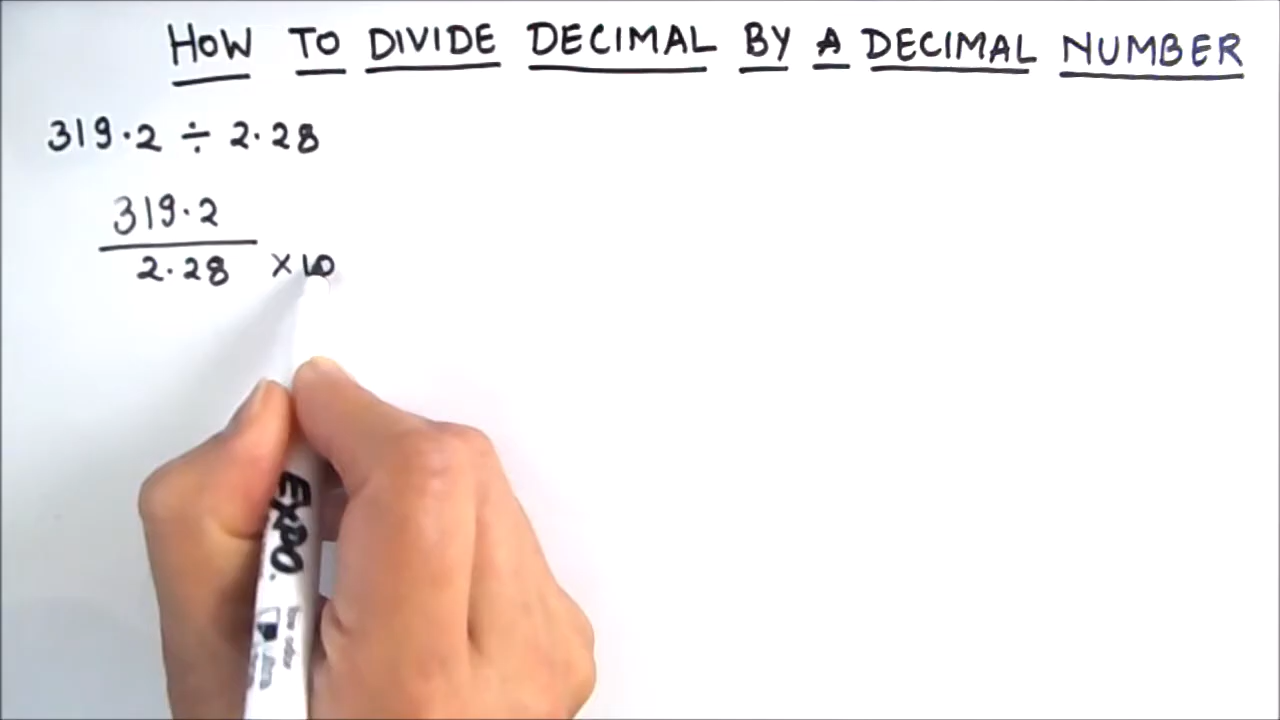 HOW TO DIVIDE DECIMAL BY A DECIMAL NUMBER
319.2 ÷ 2.28
319.2
2.28 ×10
EXPO.